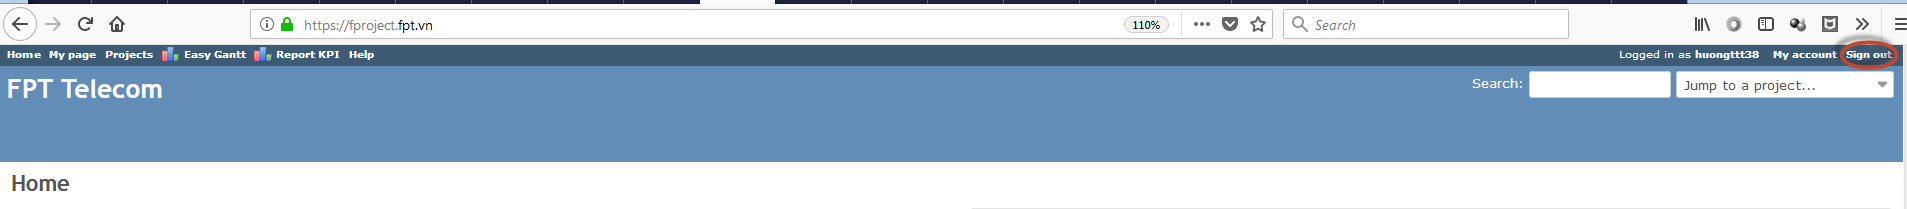 https://fproject.fpt.vn 110% Search
Home My page Projects Easy Gantt Report KPI Help Logged in as huongttt38 My account Sign out
FPT Telecom Search: Jump to a project...
Home